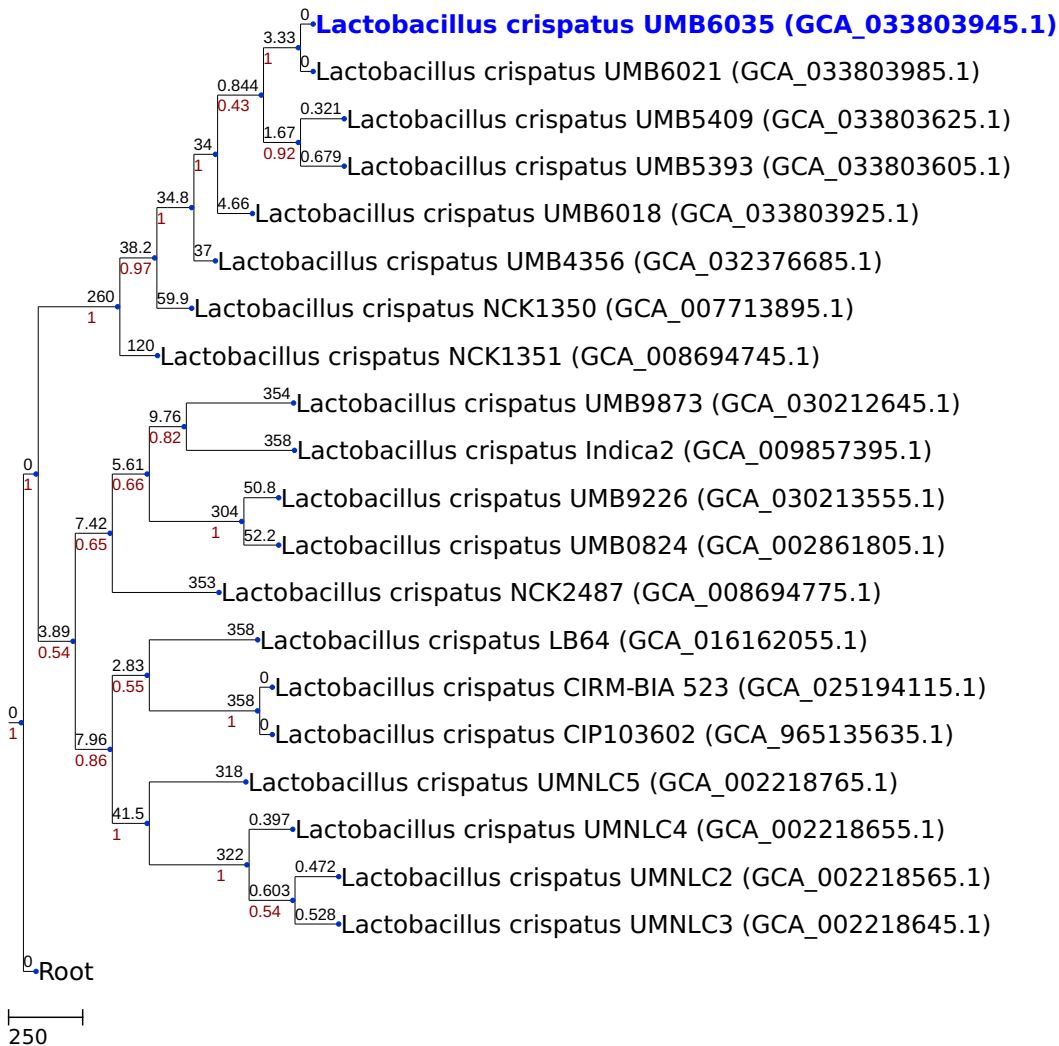 0
Lactobacillus crispatus UMB6035 (GCA_033803945.1)
3.33
1
0
Lactobacillus crispatus UMB6021 (GCA_033803985.1)
0.844
0.43
0.321
Lactobacillus crispatus UMB5409 (GCA_033803625.1)
1.67
0.92
0.679
Lactobacillus crispatus UMB5393 (GCA_033803605.1)
34
1
4.66
Lactobacillus crispatus UMB6018 (GCA_033803925.1)
34.8
1
37
Lactobacillus crispatus UMB4356 (GCA_032376685.1)
38.2
0.97
59.9
Lactobacillus crispatus NCK1350 (GCA_007713895.1)
260
1
120
Lactobacillus crispatus NCK1351 (GCA_008694745.1)
354
Lactobacillus crispatus UMB9873 (GCA_030212645.1)
9.76
0.82
358
Lactobacillus crispatus Indica2 (GCA_009857395.1)
0
1
5.61
0.66
50.8
Lactobacillus crispatus UMB9226 (GCA_030213555.1)
304
1
52.2
Lactobacillus crispatus UMB0824 (GCA_002861805.1)
7.42
0.65
353
Lactobacillus crispatus NCK2487 (GCA_008694775.1)
3.89
0.54
358
Lactobacillus crispatus LB64 (GCA_016162055.1)
2.83
0.55
0
Lactobacillus crispatus CIRM-BIA 523 (GCA_025194115.1)
358
1
0
Lactobacillus crispatus CIP103602 (GCA_965135635.1)
0
1
7.96
0.86
318
Lactobacillus crispatus UMNLC5 (GCA_002218765.1)
41.5
1
0.397
Lactobacillus crispatus UMNLC4 (GCA_002218655.1)
322
1
0.472
Lactobacillus crispatus UMNLC2 (GCA_002218565.1)
0.603
0.54
0.528
Lactobacillus crispatus UMNLC3 (GCA_002218645.1)
0
Root
250